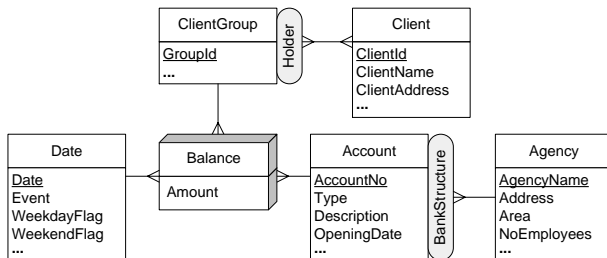 ClientGroup
GroupId
...
Holder
Client
ClientId
ClientName
ClientAddress
...
Date
Date
Event
WeekdayFlag
WeekendFlag
...
Balance
Amount
Account
AccountNo
Type
Description
OpeningDate
...
BankStructure
Agency
AgencyName
Address
Area
NoEmployees
...